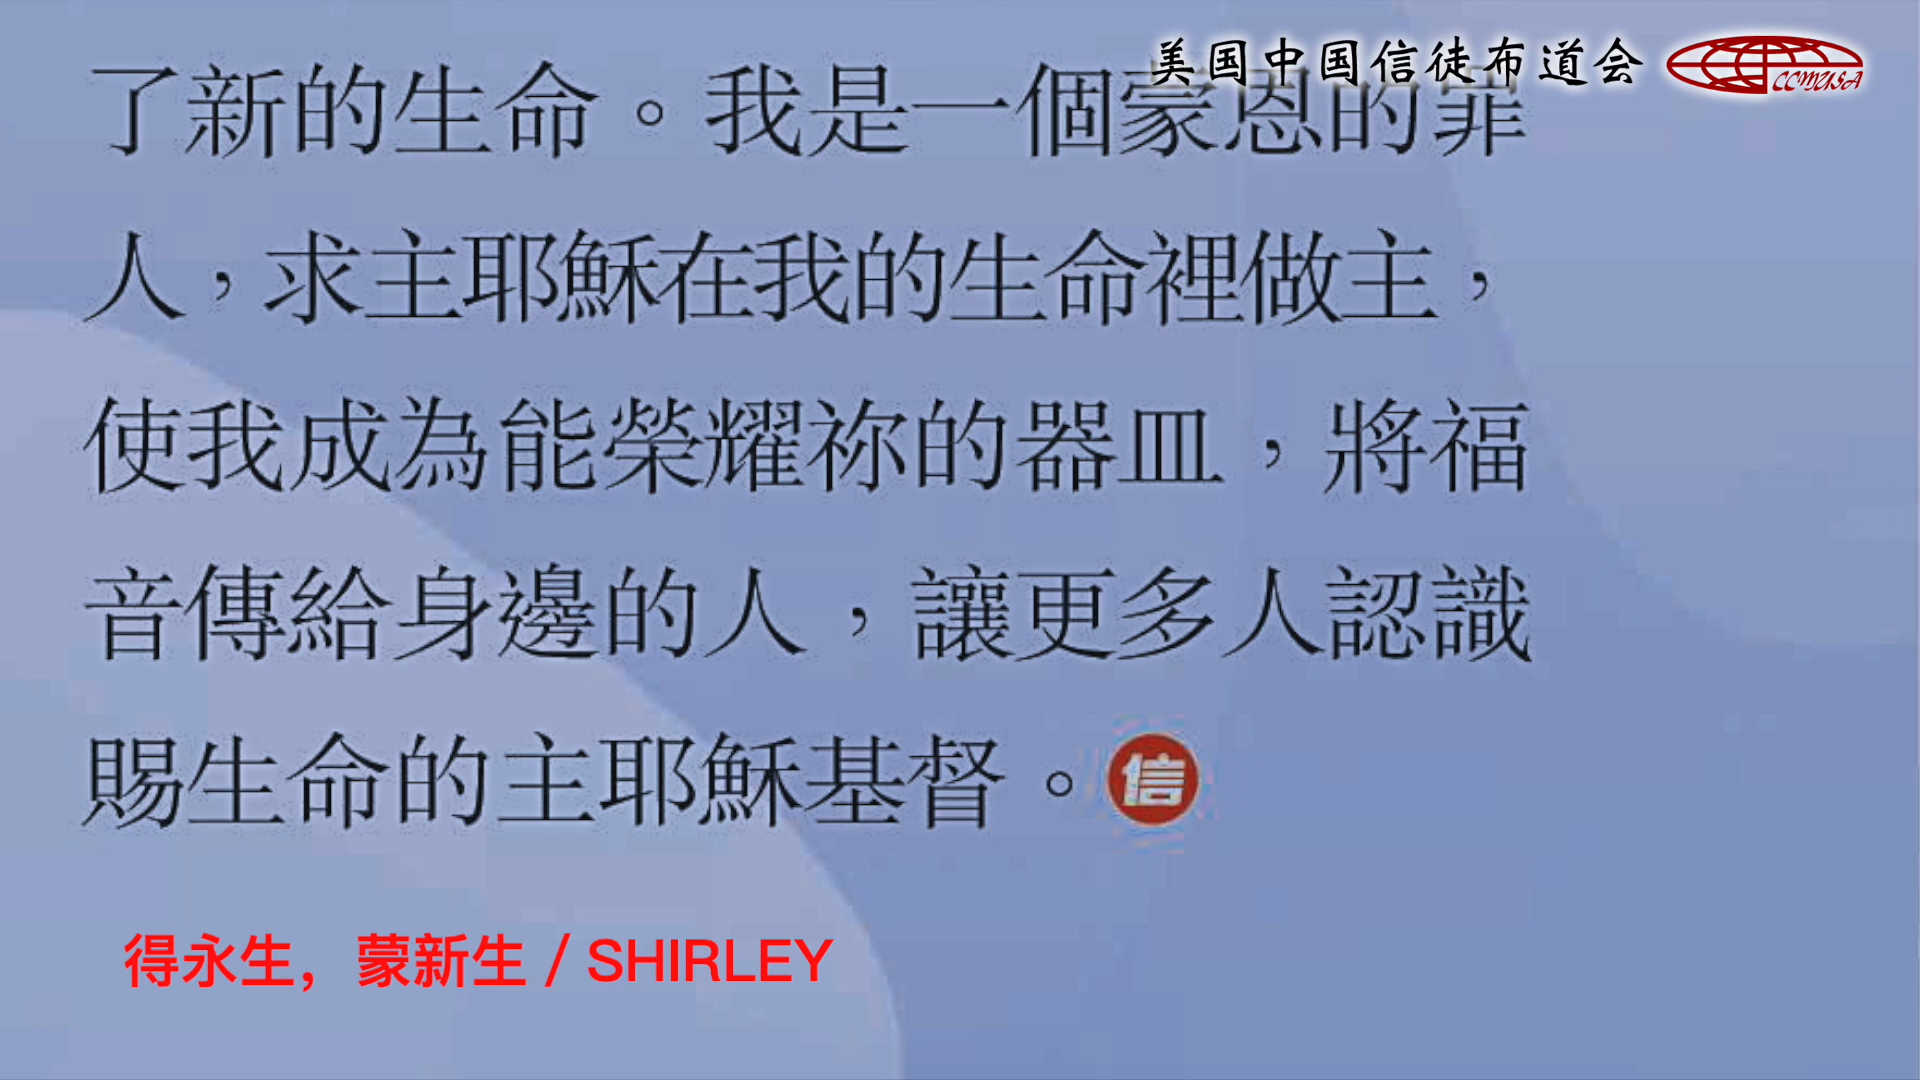 美国中国信徒布道会
CCMUSA
了新的生命。我是一個蒙恩的罪
人，求主耶穌在我的生命裡做主，
使我成為能榮耀祢的器皿，將福
音傳給身邊的人，讓更多人認識
賜生命的主耶穌基督。信
得永生，蒙新生 / SHIRLEY